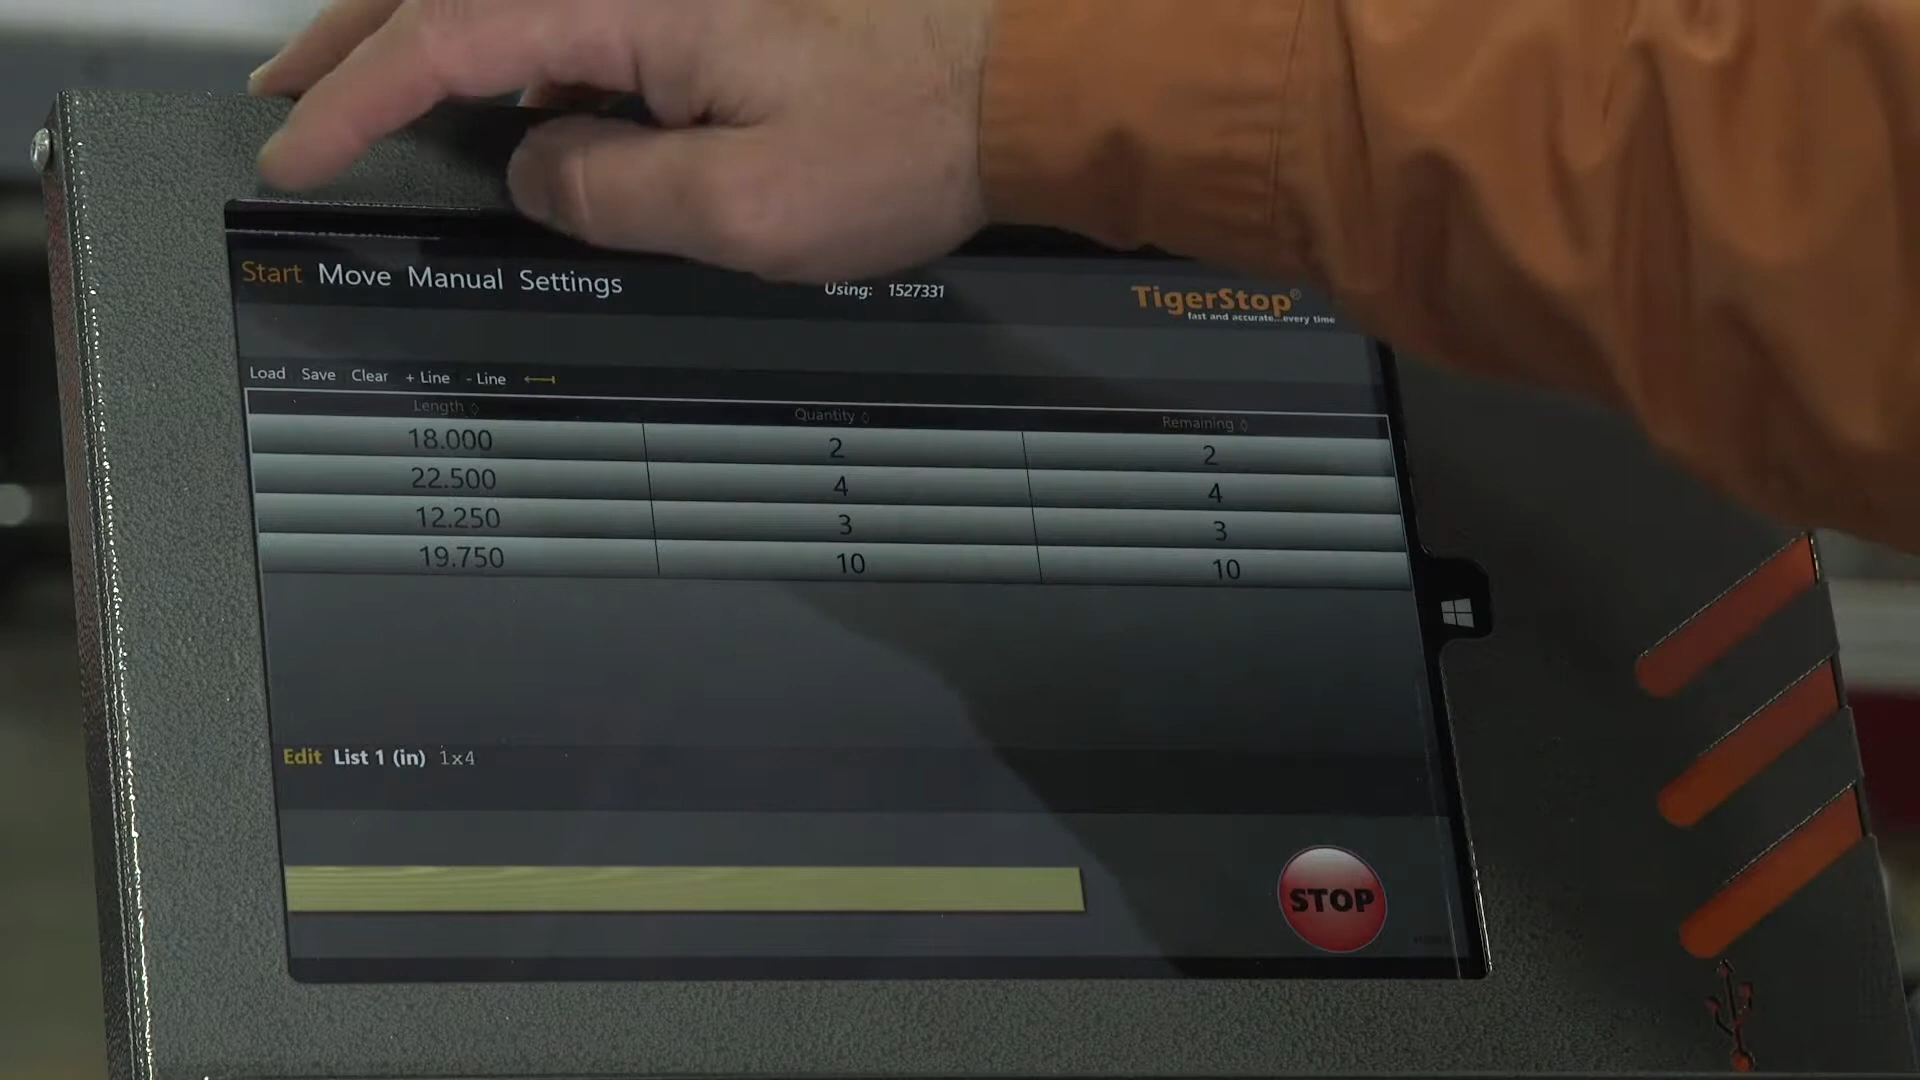 Start Move Manual Settings
Using: 1527331
TigerStop®
fast and accurate...every time
Load Save Clear + Line - Line
Length Quantity Remaining
18.000 2 2
22.500 4 4
12.250 3 3
19.750 10 10
Edit List 1 (in) 1x4
STOP